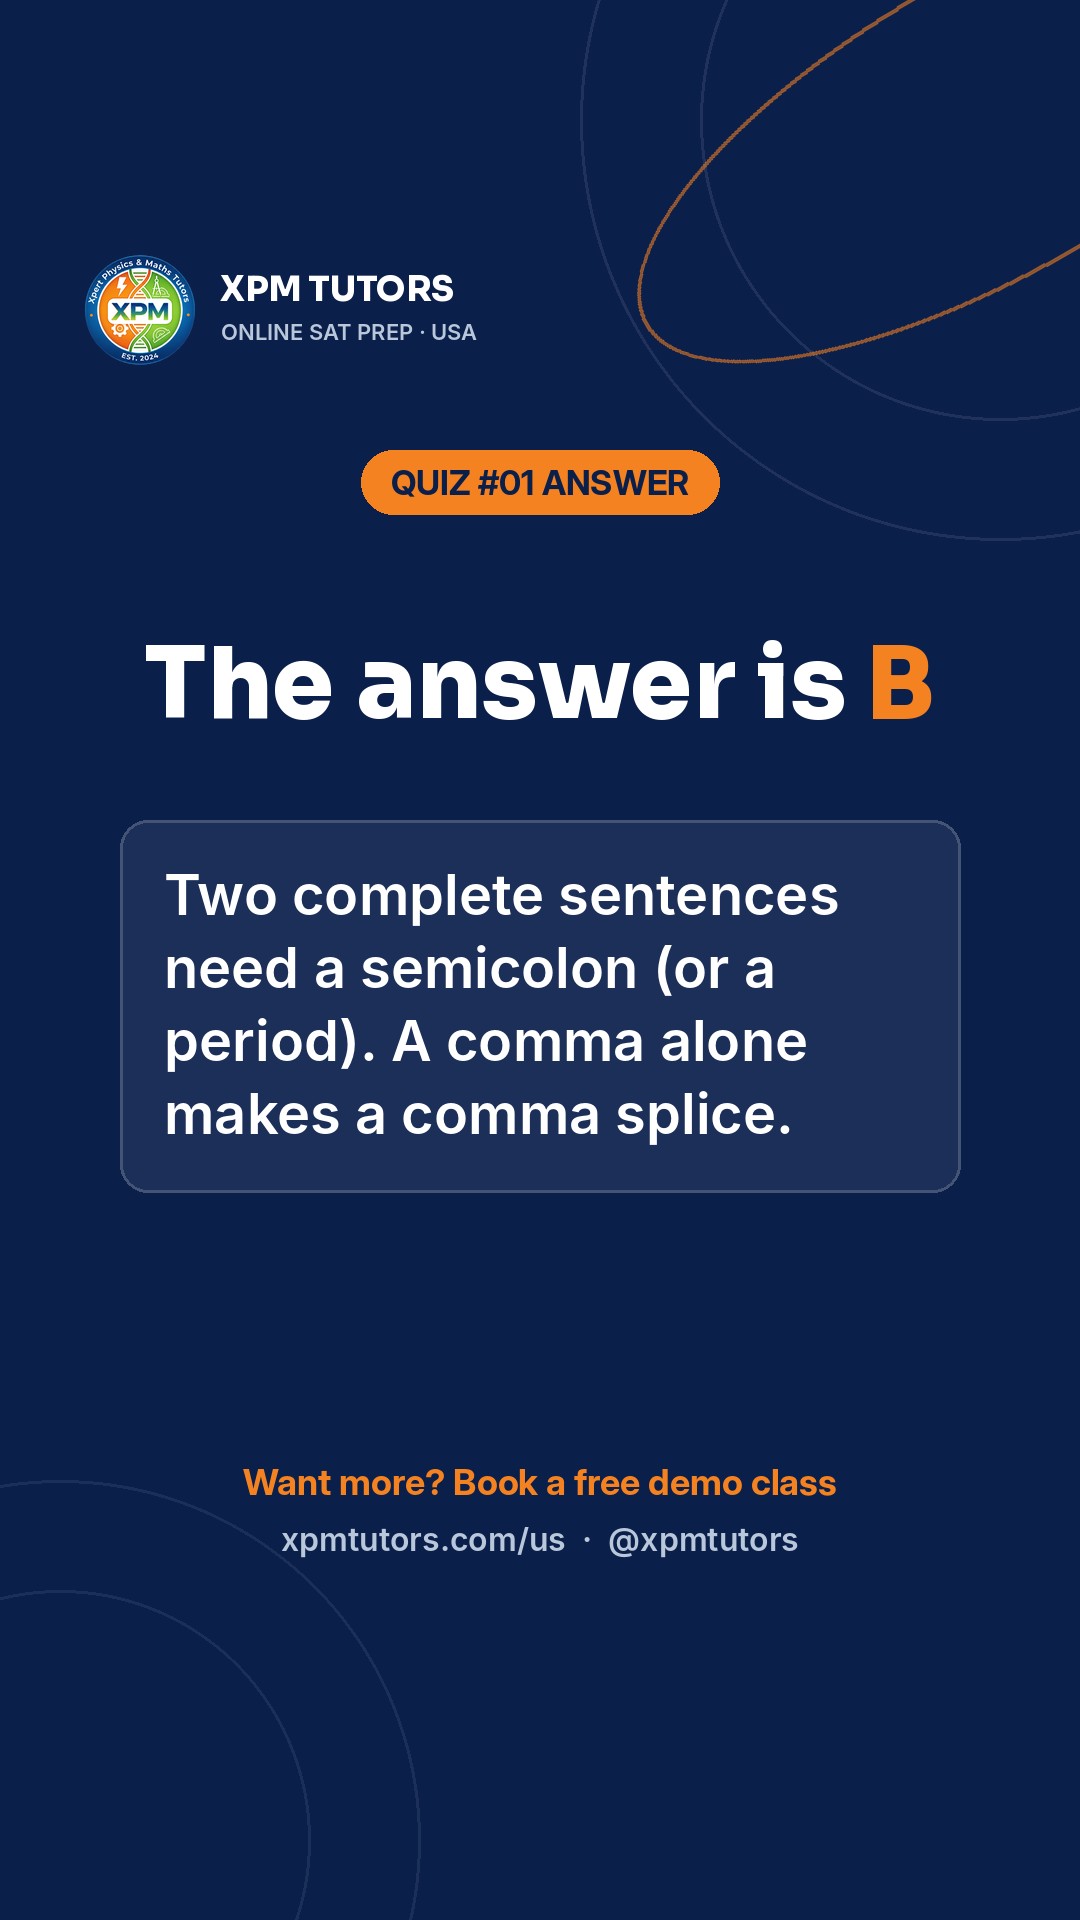 Xpert Physics & Maths Tutors
XPM
EST. 2024
XPM TUTORS
ONLINE SAT PREP · USA
QUIZ #01 ANSWER
The answer is B
Two complete sentences
need a semicolon (or a
period). A comma alone
makes a comma splice.
Want more? Book a free demo class
xpmtutors.com/us · @xpmtutors